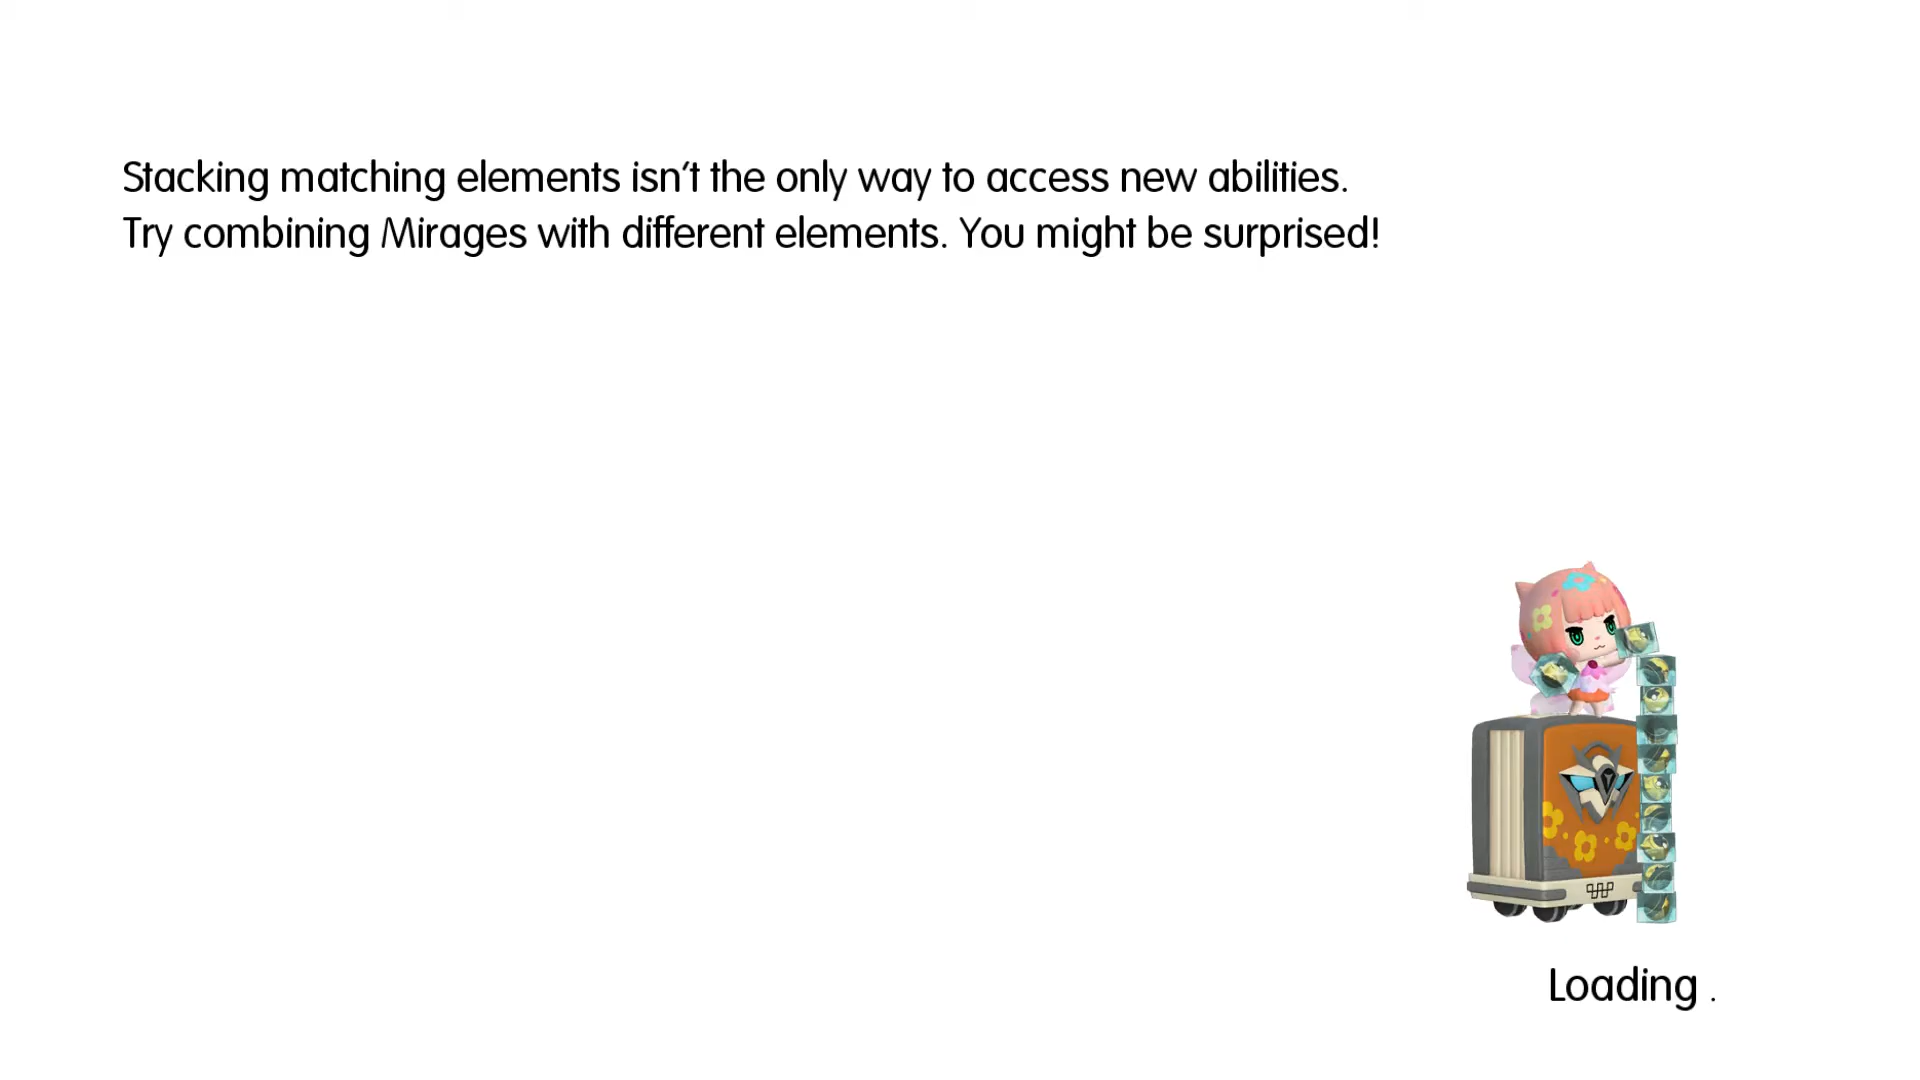 Stacking matching elements isn't the only way to access new abilities.
Try combining Mirages with different elements. You might be surprised!
Loading .